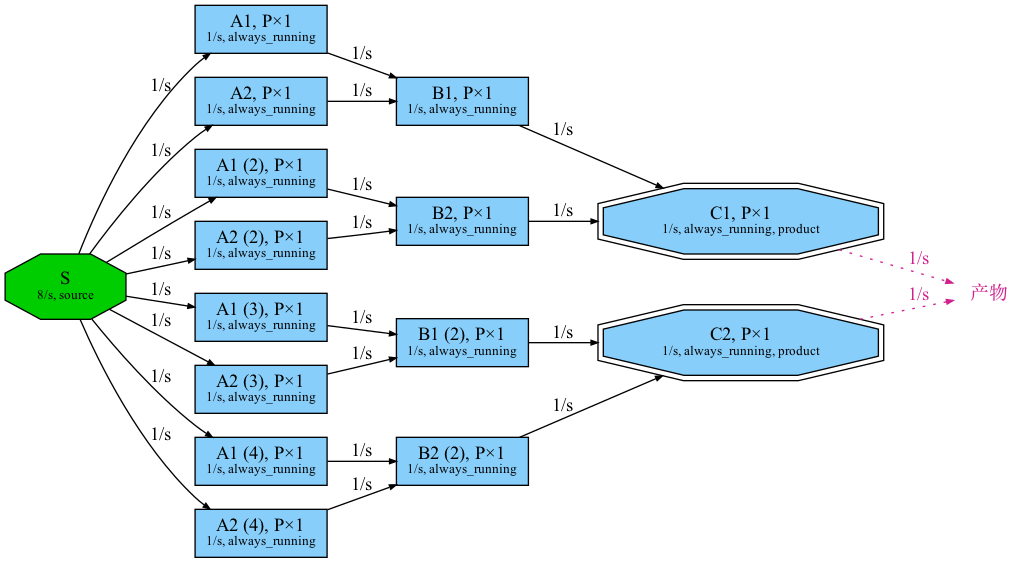 A1, P×1
1/s, always_running
1/s
1/s
A2, P×1
1/s, always_running
1/s
B1, P×1
1/s, always_running
1/s
1/s
A1 (2), P×1
1/s, always_running
1/s
1/s
B2, P×1
1/s, always_running
1/s
C1, P×1
1/s, always_running, product
A2 (2), P×1
1/s, always_running
1/s
1/s
S
8/s, source
1/s
1/s
产物
1/s
A1 (3), P×1
1/s, always_running
1/s
1/s
B1 (2), P×1
1/s, always_running
1/s
C2, P×1
1/s, always_running, product
A2 (3), P×1
1/s, always_running
1/s
1/s
1/s
A1 (4), P×1
1/s, always_running
1/s
B2 (2), P×1
1/s, always_running
1/s
1/s
A2 (4), P×1
1/s, always_running